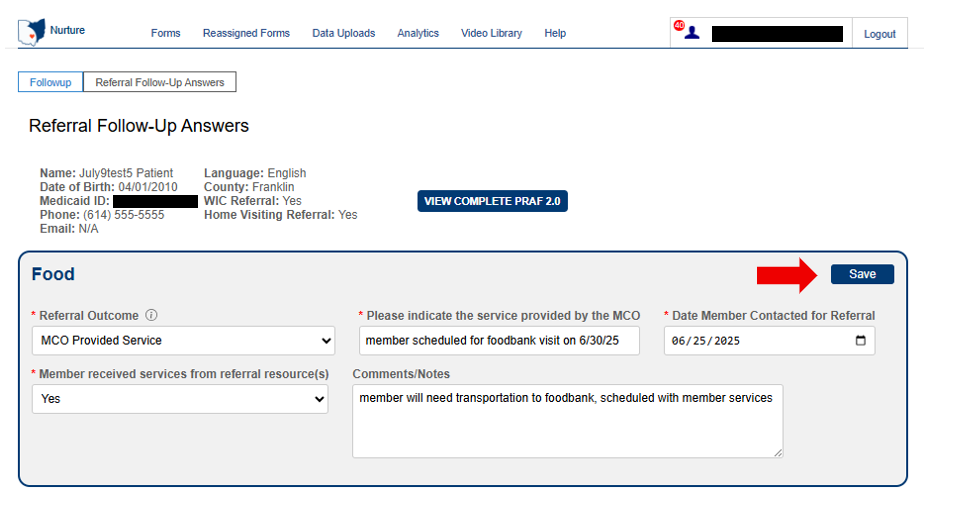 Nurture Forms Reassigned Forms Data Uploads Analytics Video Library Help 40 Logout
Followup Referral Follow-Up Answers
Referral Follow-Up Answers
Name: July9test5 Patient Language: English
Date of Birth: 04/01/2010 County: Franklin
Medicaid ID: WIC Referral: Yes
VIEW COMPLETE PRAF 2.0
Phone: (614) 555-5555 Home Visiting Referral: Yes
Email: N/A
Food Save
* Referral Outcome i * Please indicate the service provided by the MCO * Date Member Contacted for Referral
MCO Provided Service member scheduled for foodbank visit on 6/30/25 06/25/2025
* Member received services from referral resource(s) Comments/Notes
Yes member will need transportation to foodbank, scheduled with member services